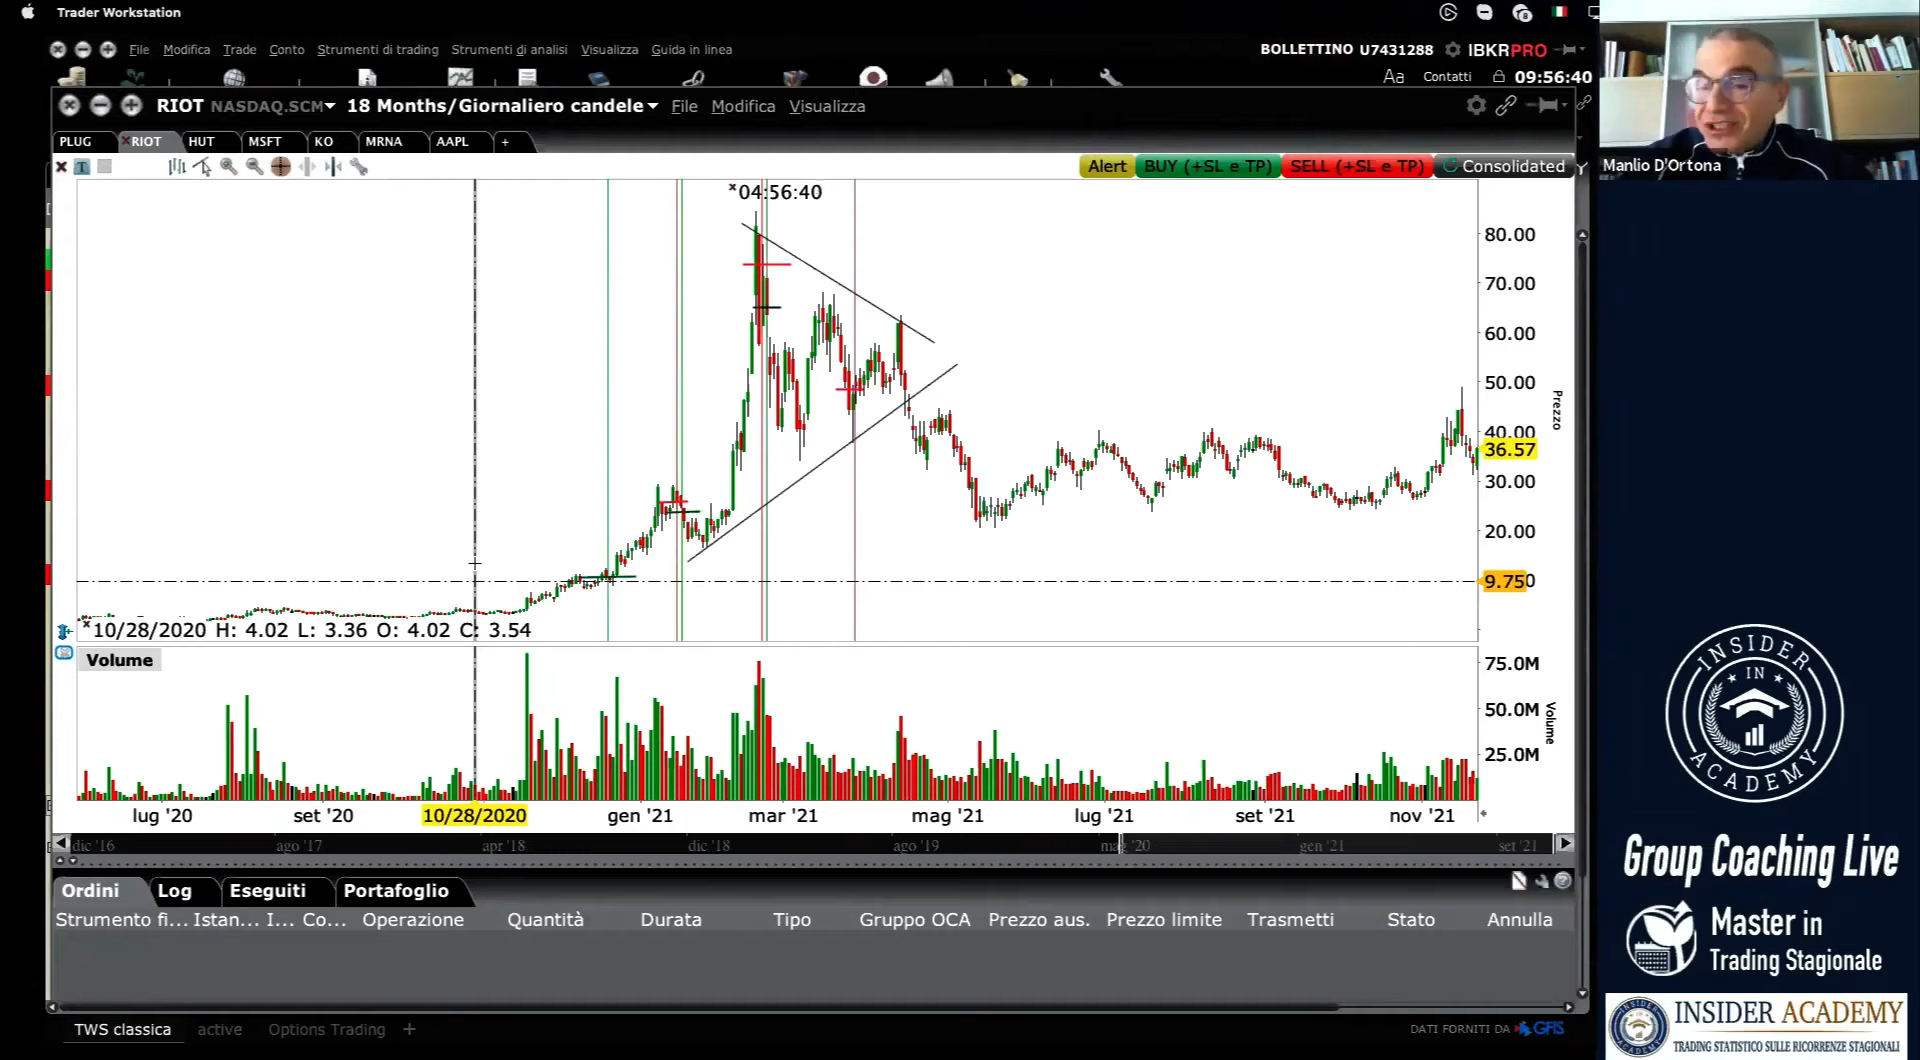 Trader Workstation
File Modifica Trade Conto Strumenti di trading Strumenti di analisi Visualizza Guida in linea
BOLLETTINO U7431288 IBKRPRO
Aa Contatti 09:56:40
RIOT NASDAQ.SCM 18 Months/Giornaliero candele File Modifica Visualizza
PLUG RIOT HUT MSFT KO MRNA AAPL +
Alert BUY (+SL e TP) SELL (+SL e TP) Consolidated
Manlio D'Ortona
04:56:40
80.00
70.00
60.00
50.00
40.00
36.57
30.00
20.00
9.75
Prezzo
10/28/2020 H: 4.02 L: 3.36 O: 4.02 C: 3.54
Volume
75.0M
50.0M
25.0M
Volume
lug '20 set '20 10/28/2020 gen '21 mar '21 mag '21 lug '21 set '21 nov '21
dic '16 ago '17 apr '18 dic '18 ago '19 mag '20 gen '21 set '21
Ordini Log Eseguiti Portafoglio
Strumento fi... Istan... I... Co... Operazione Quantità Durata Tipo Gruppo OCA Prezzo aus. Prezzo limite Trasmetti Stato Annulla
TWS classica active Options Trading +
DATI FORNITI DA GFIS
INSIDER IN ACADEMY
Group Coaching Live
Master in
Trading Stagionale
INSIDER ACADEMY
TRADING STATISTICO SULLE RICORRENZE STAGIONALI